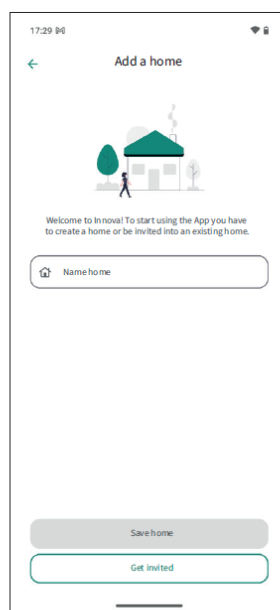 17:29
Add a home
Welcome to Innova! To start using the App you have
to create a home or be invited into an existing home.
Name home
Save home
Get invited